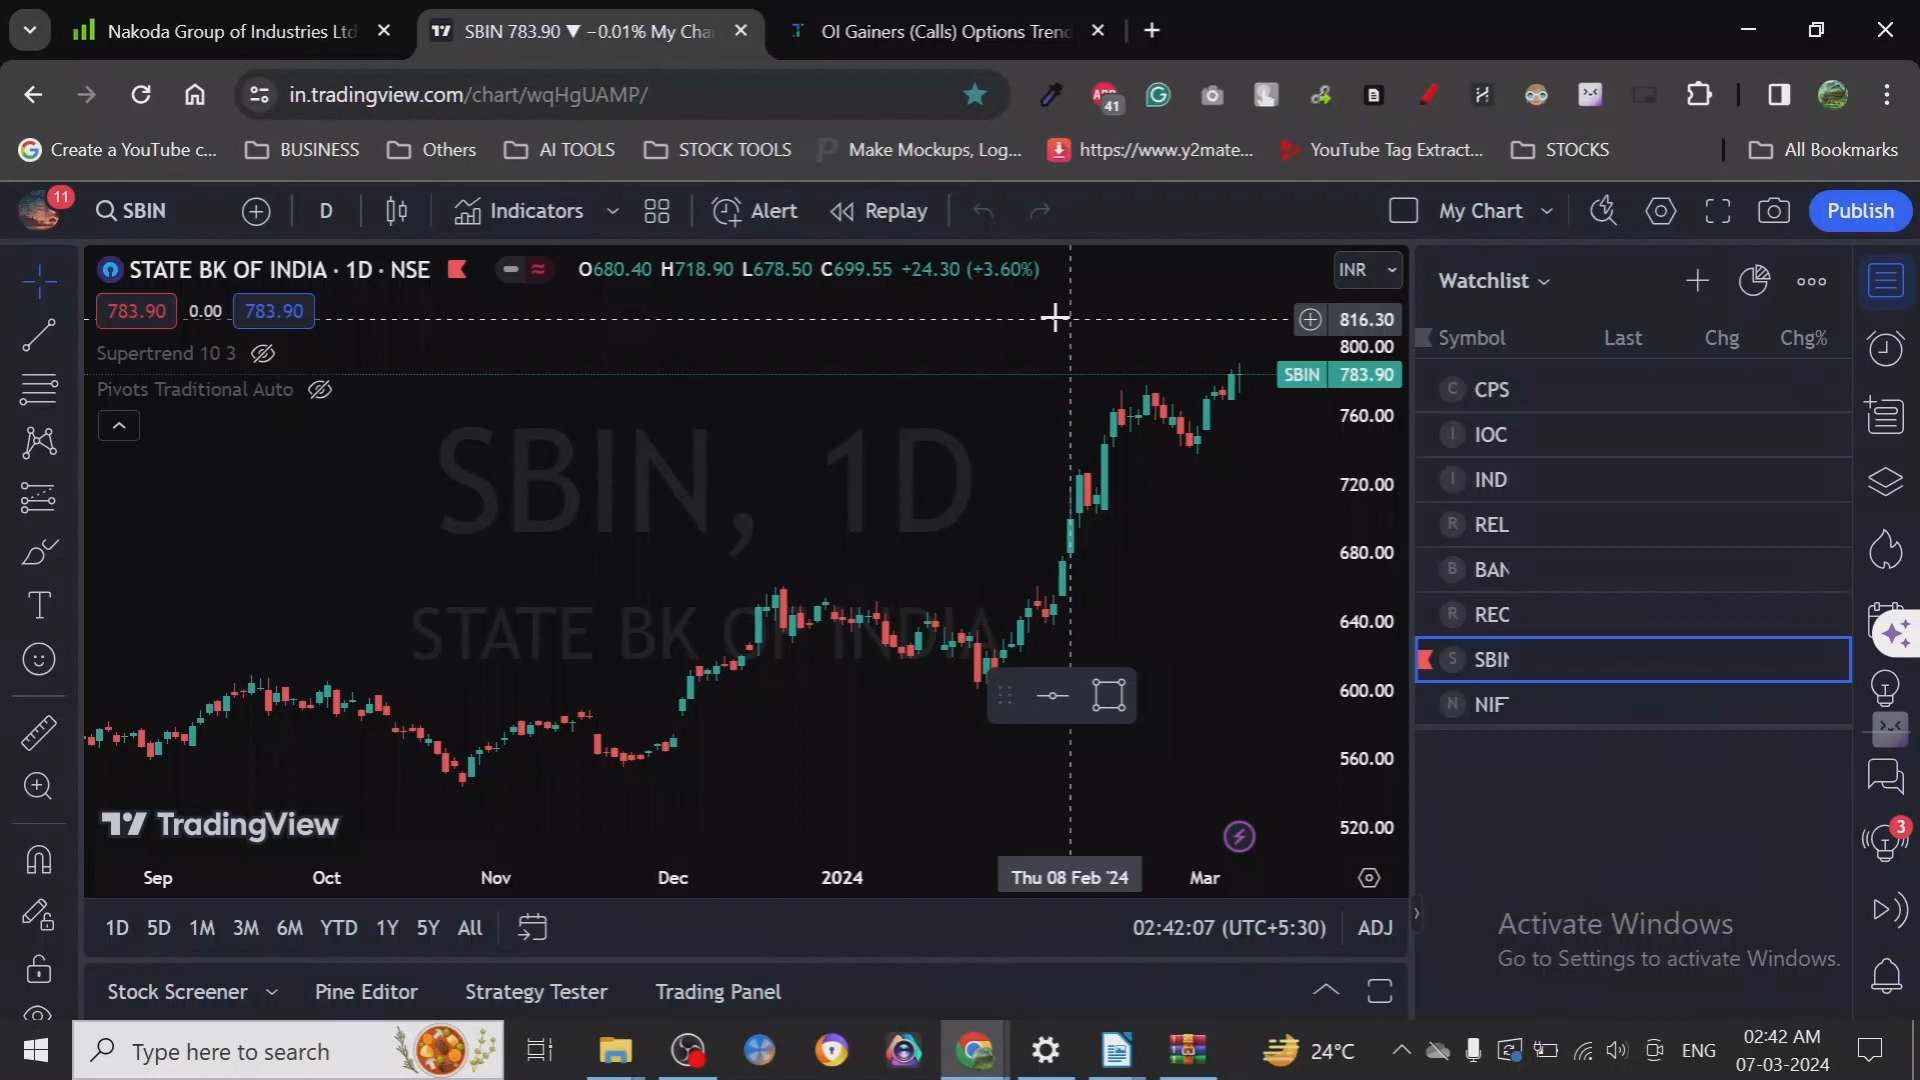 Nakoda Group of Industries Ltd
SBIN 783.90 ▼ −0.01% My Cha
OI Gainers (Calls) Options Trend
in.tradingview.com/chart/wqHgUAMP/
41
Create a YouTube c...
BUSINESS
Others
AI TOOLS
STOCK TOOLS
Make Mockups, Log...
https://www.y2mate...
YouTube Tag Extract...
STOCKS
All Bookmarks
11
SBIN
D
Indicators
Alert
Replay
My Chart
Publish
STATE BK OF INDIA · 1D · NSE
O680.40 H718.90 L678.50 C699.55 +24.30 (+3.60%)
INR
783.90 0.00 783.90
Supertrend 10 3
Pivots Traditional Auto
816.30
800.00
SBIN 783.90
760.00
720.00
680.00
640.00
600.00
560.00
520.00
SBIN, 1D
STATE BK OF INDIA
TradingView
Sep Oct Nov Dec 2024 Thu 08 Feb '24 Mar
1D 5D 1M 3M 6M YTD 1Y 5Y All
02:42:07 (UTC+5:30) ADJ
Stock Screener Pine Editor Strategy Tester Trading Panel
Watchlist
Symbol Last Chg Chg%
C CPS
I IOC
I IND
R REL
B BAN
R REC
S SBIN
N NIF
3
Activate Windows
Go to Settings to activate Windows.
Type here to search
24°C
ENG
02:42 AM
07-03-2024